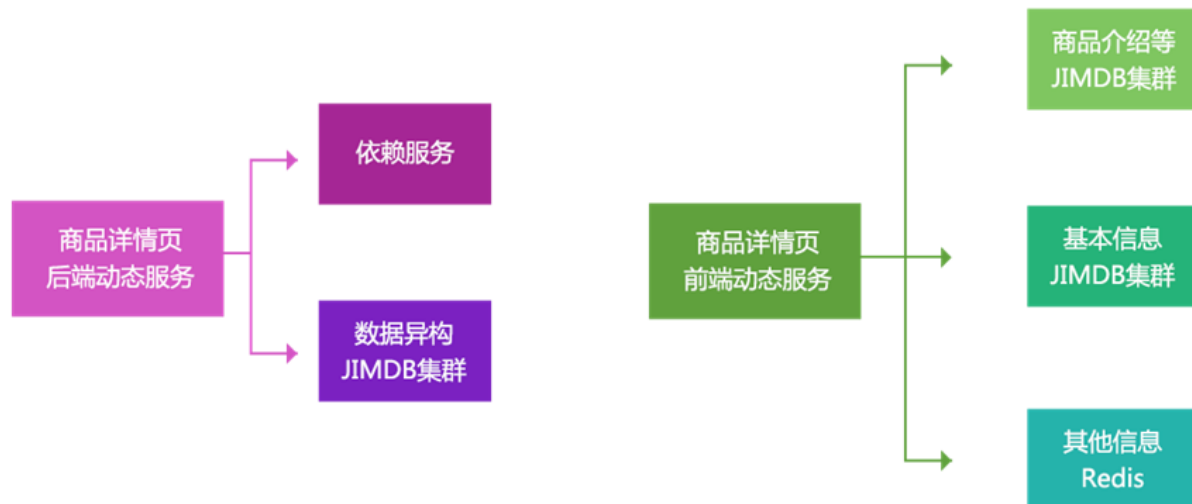 商品详情页
后端动态服务
依赖服务
数据异构
JIMDB集群
商品详情页
前端动态服务
商品介绍等
JIMDB集群
基本信息
JIMDB集群
其他信息
Redis